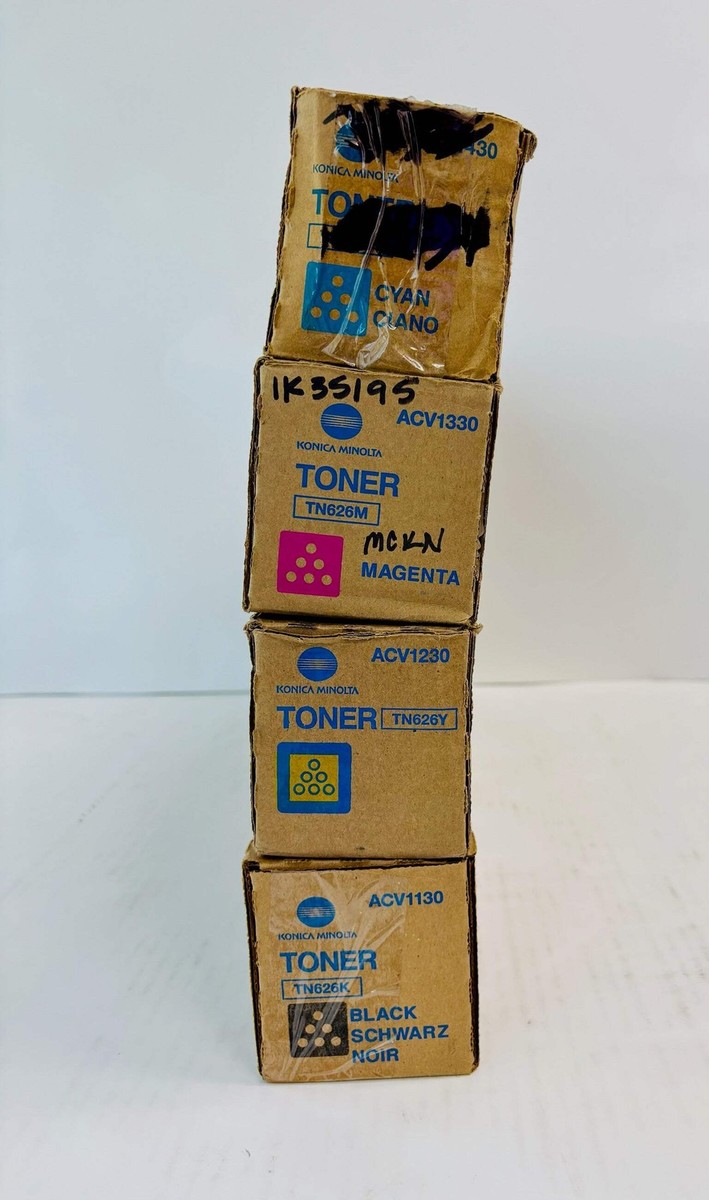 430
KONICA MINOLTA
TONER
CYAN
CIANO
1K35195
ACV1330
KONICA MINOLTA
TONER
TN626M
MCKN
MAGENTA
ACV1230
KONICA MINOLTA
TONER TN626Y
ACV1130
KONICA MINOLTA
TONER
TN626K
BLACK
SCHWARZ
NOIR